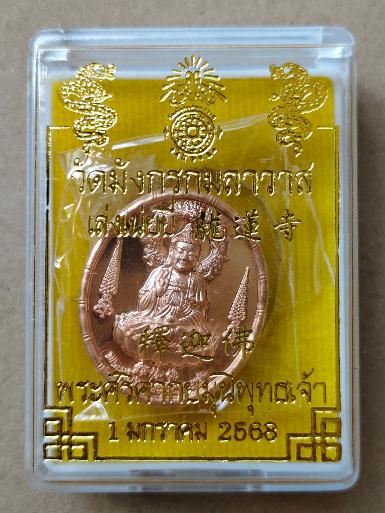 วัดมังกรกมลาวาส
เล่งเน่ยยี่ 龍蓮寺
釋迦佛
พระศรีศากยมุนีพุทธเจ้า
1 มกราคม 2568